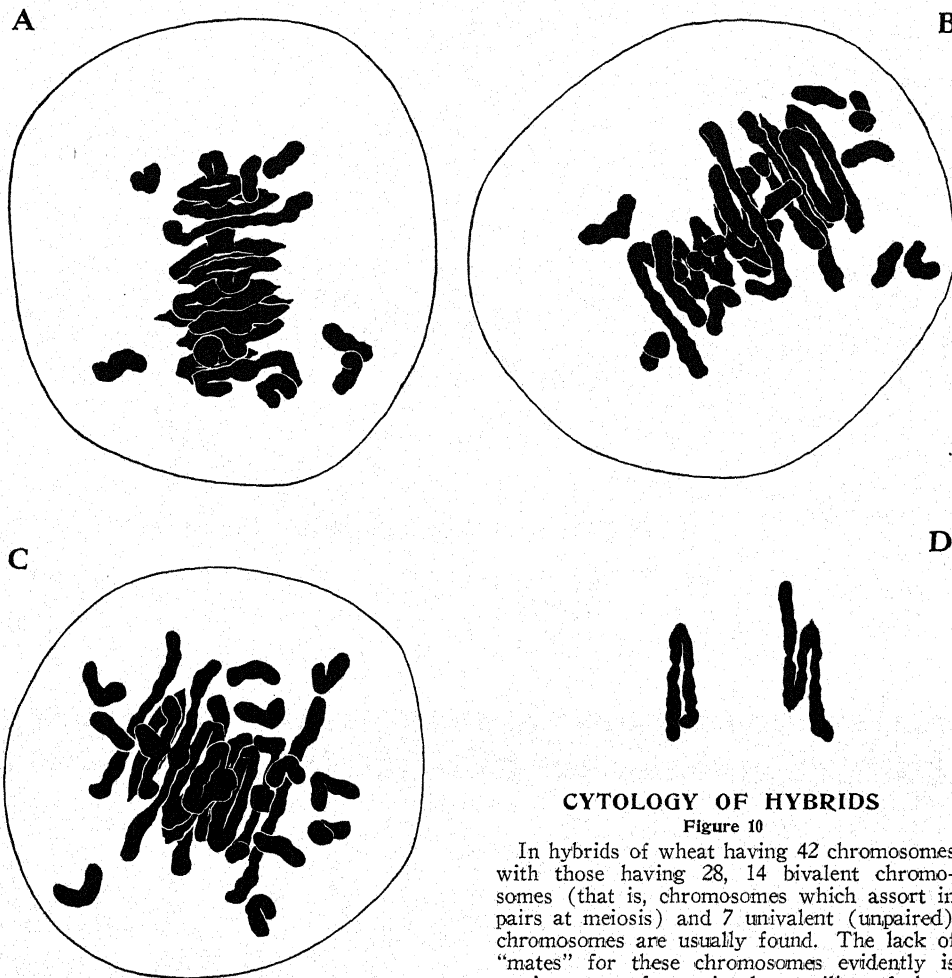 A
B
C
D
CYTOLOGY OF HYBRIDS
Figure 10
In hybrids of wheat having 42 chromosomes
with those having 28, 14 bivalent chromo-
somes (that is, chromosomes which assort in
pairs at meiosis) and 7 univalent (unpaired)
chromosomes are usually found. The lack of
"mates" for these chromosomes evidently is